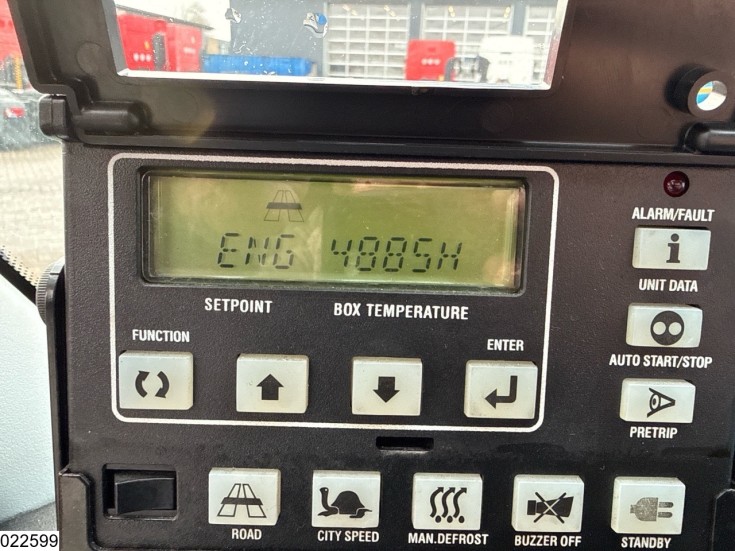 ENG 4885H
ALARM/FAULT
SETPOINT BOX TEMPERATURE
UNIT DATA
FUNCTION
ENTER
AUTO START/STOP
PRETRIP
ROAD CITY SPEED MAN.DEFROST BUZZER OFF STANDBY
022599